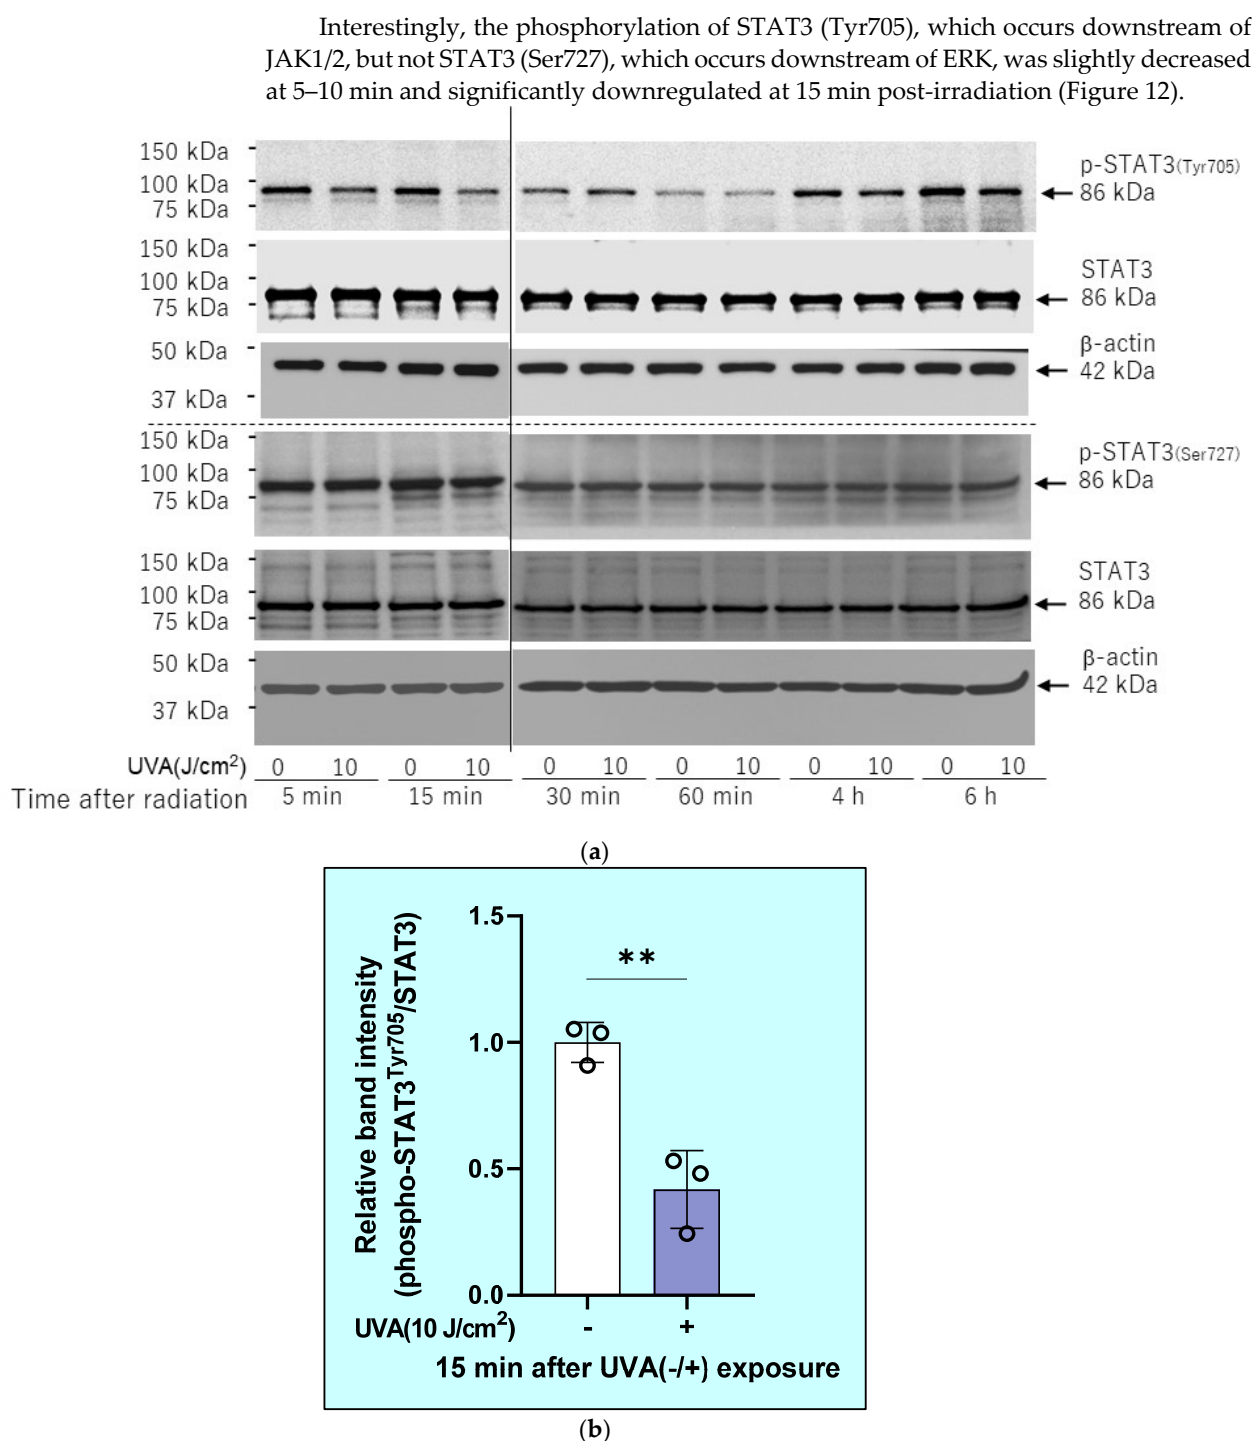 Interestingly, the phosphorylation of STAT3 (Tyr705), which occurs downstream of
JAK1/2, but not STAT3 (Ser727), which occurs downstream of ERK, was slightly decreased
at 5–10 min and significantly downregulated at 15 min post-irradiation (Figure 12).
150 kDa
100 kDa
75 kDa
p-STAT3(Tyr705)
86 kDa
150 kDa
100 kDa
75 kDa
STAT3
86 kDa
50 kDa
37 kDa
β-actin
42 kDa
150 kDa
100 kDa
75 kDa
p-STAT3(Ser727)
86 kDa
150 kDa
100 kDa
75 kDa
STAT3
86 kDa
50 kDa
37 kDa
β-actin
42 kDa
UVA(J/cm²) 0 10 0 10 0 10 0 10 0 10 0 10
Time after radiation 5 min 15 min 30 min 60 min 4 h 6 h
(a)
Relative band intensity
(phospho-STAT3^Tyr705/STAT3)
1.5
1.0
0.5
0.0
**
UVA(10 J/cm²) - +
15 min after UVA(-/+) exposure
(b)